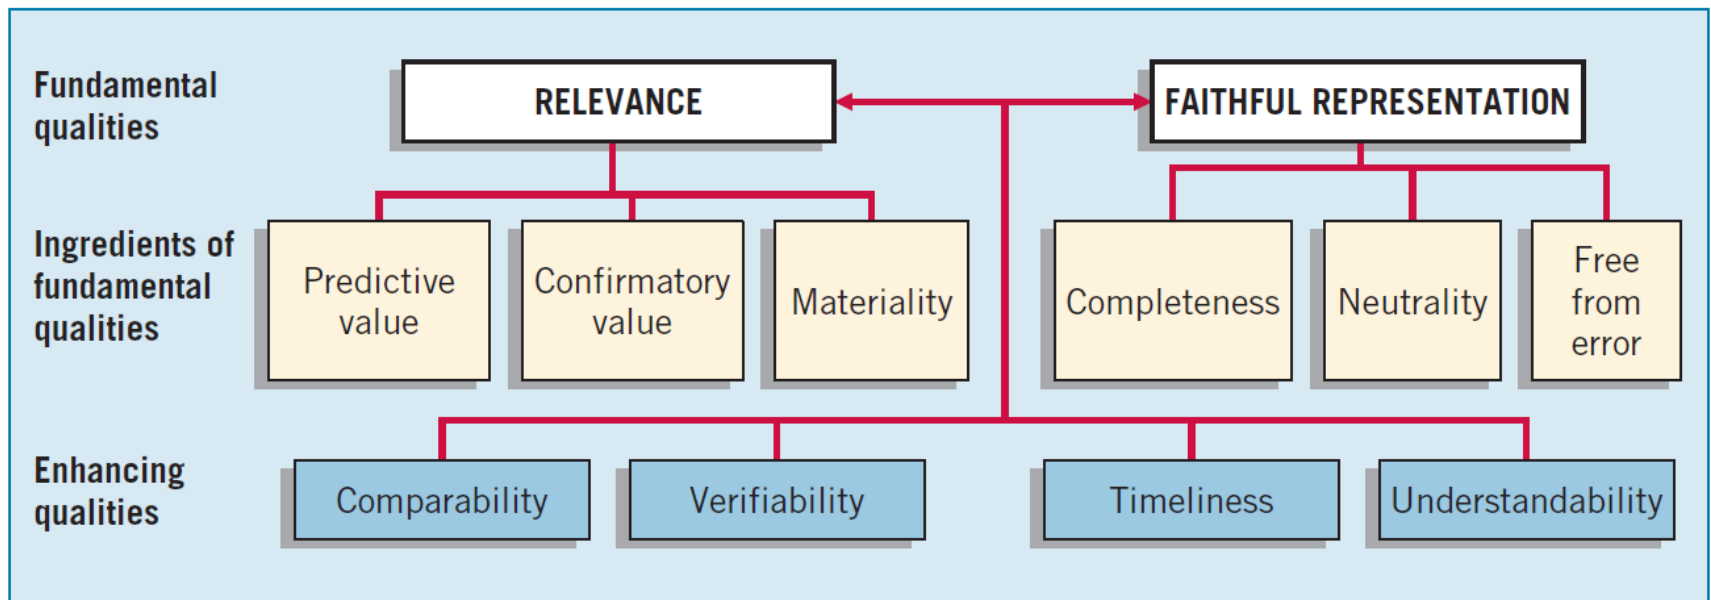 Fundamental
qualities
RELEVANCE
FAITHFUL REPRESENTATION
Ingredients of
fundamental
qualities
Predictive
value
Confirmatory
value
Materiality
Completeness
Neutrality
Free
from
error
Enhancing
qualities
Comparability
Verifiability
Timeliness
Understandability